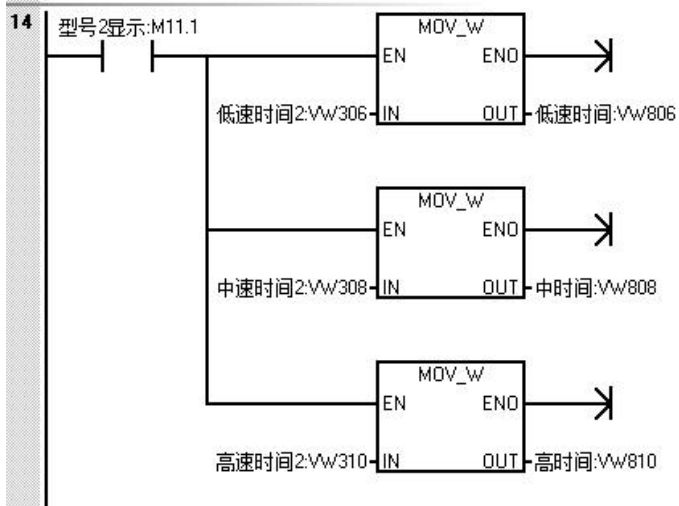 14 型号2显示:M11.1 MOV_W
EN ENO
低速时间2:VW306 IN OUT 低速时间:VW806
MOV_W
EN ENO
中速时间2:VW308 IN OUT 中时间:VW808
MOV_W
EN ENO
高速时间2:VW310 IN OUT 高时间:VW810